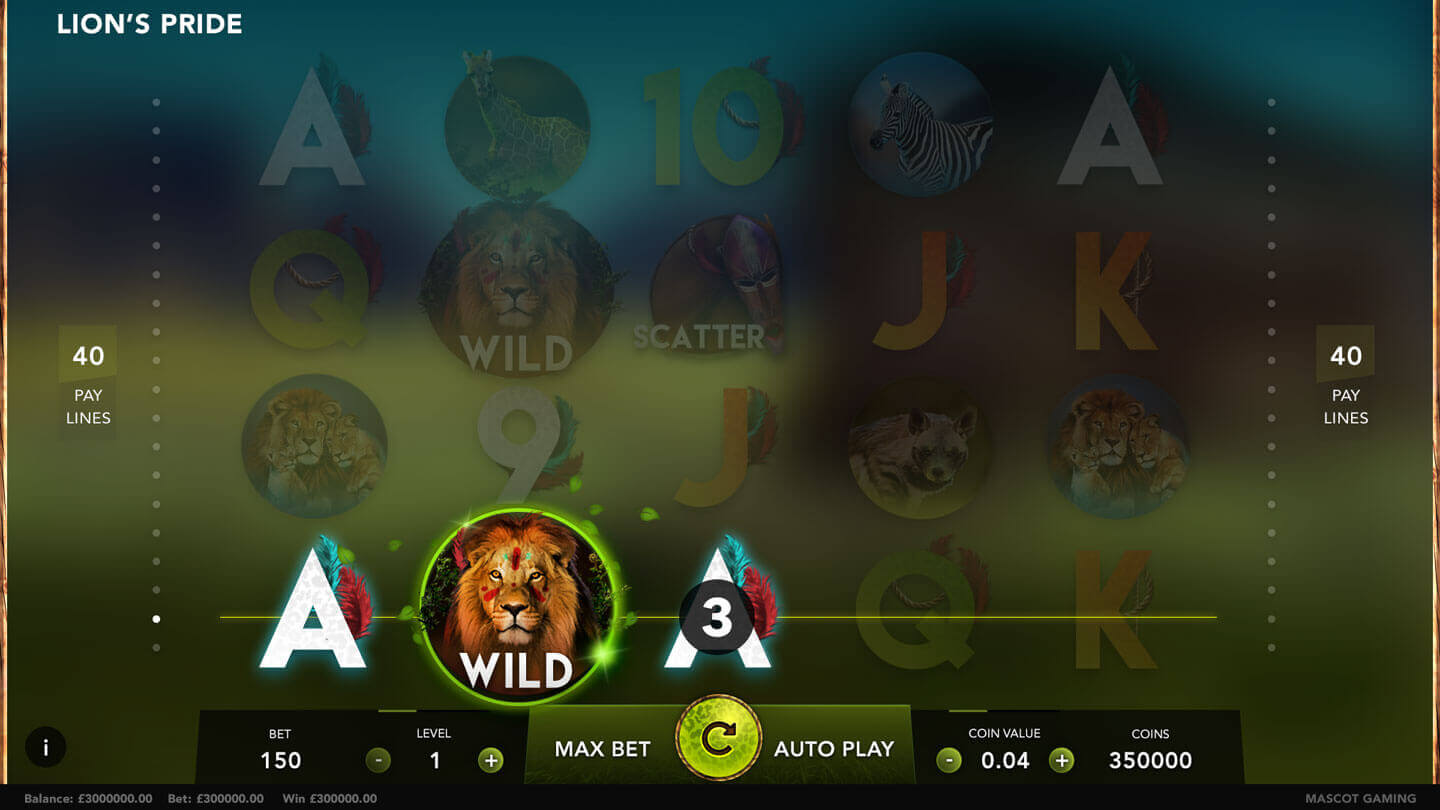 LION'S PRIDE
A 10 A
Q WILD SCATTER J K
9 J
A WILD A 3 Q K
40
PAY
LINES
40
PAY
LINES
i
BET
150
LEVEL
- 1 +
MAX BET
AUTO PLAY
COIN VALUE
- 0.04 +
COINS
350000
Balance: £3000000.00 Bet: £300000.00 Win £300000.00
MASCOT GAMING